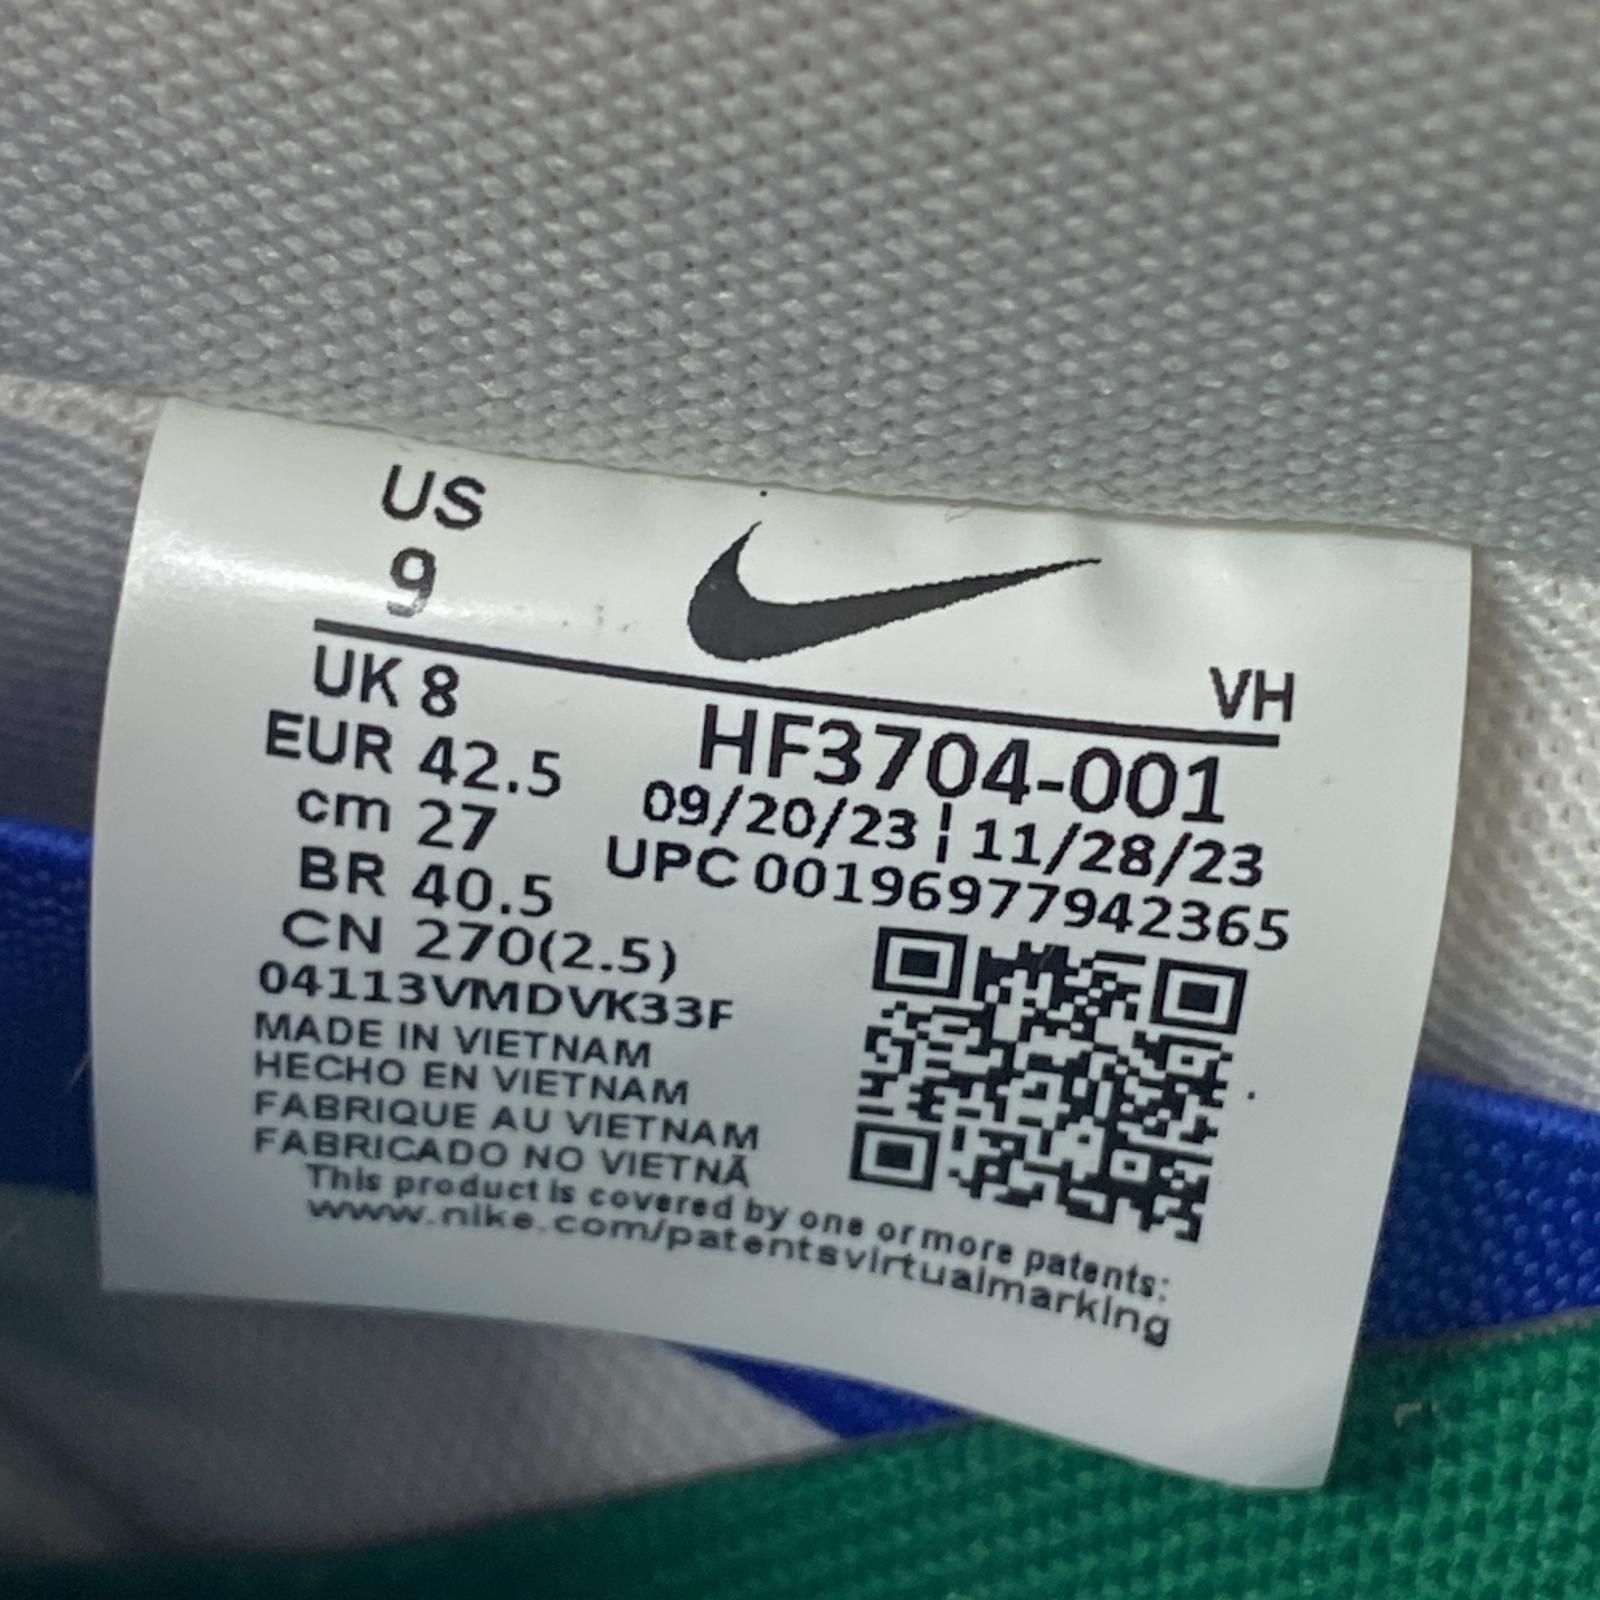 US
9
VH
UK 8
EUR 42.5
cm 27
BR 40.5
CN 270(2.5)
HF3704-001
09/20/23 ¦ 11/28/23
UPC 00196977942365
04113VMDVK33F
MADE IN VIETNAM
HECHO EN VIETNAM
FABRIQUE AU VIETNAM
FABRICADO NO VIETNÃ
This product is covered by one or more patents:
www.nike.com/patentsvirtualmarking